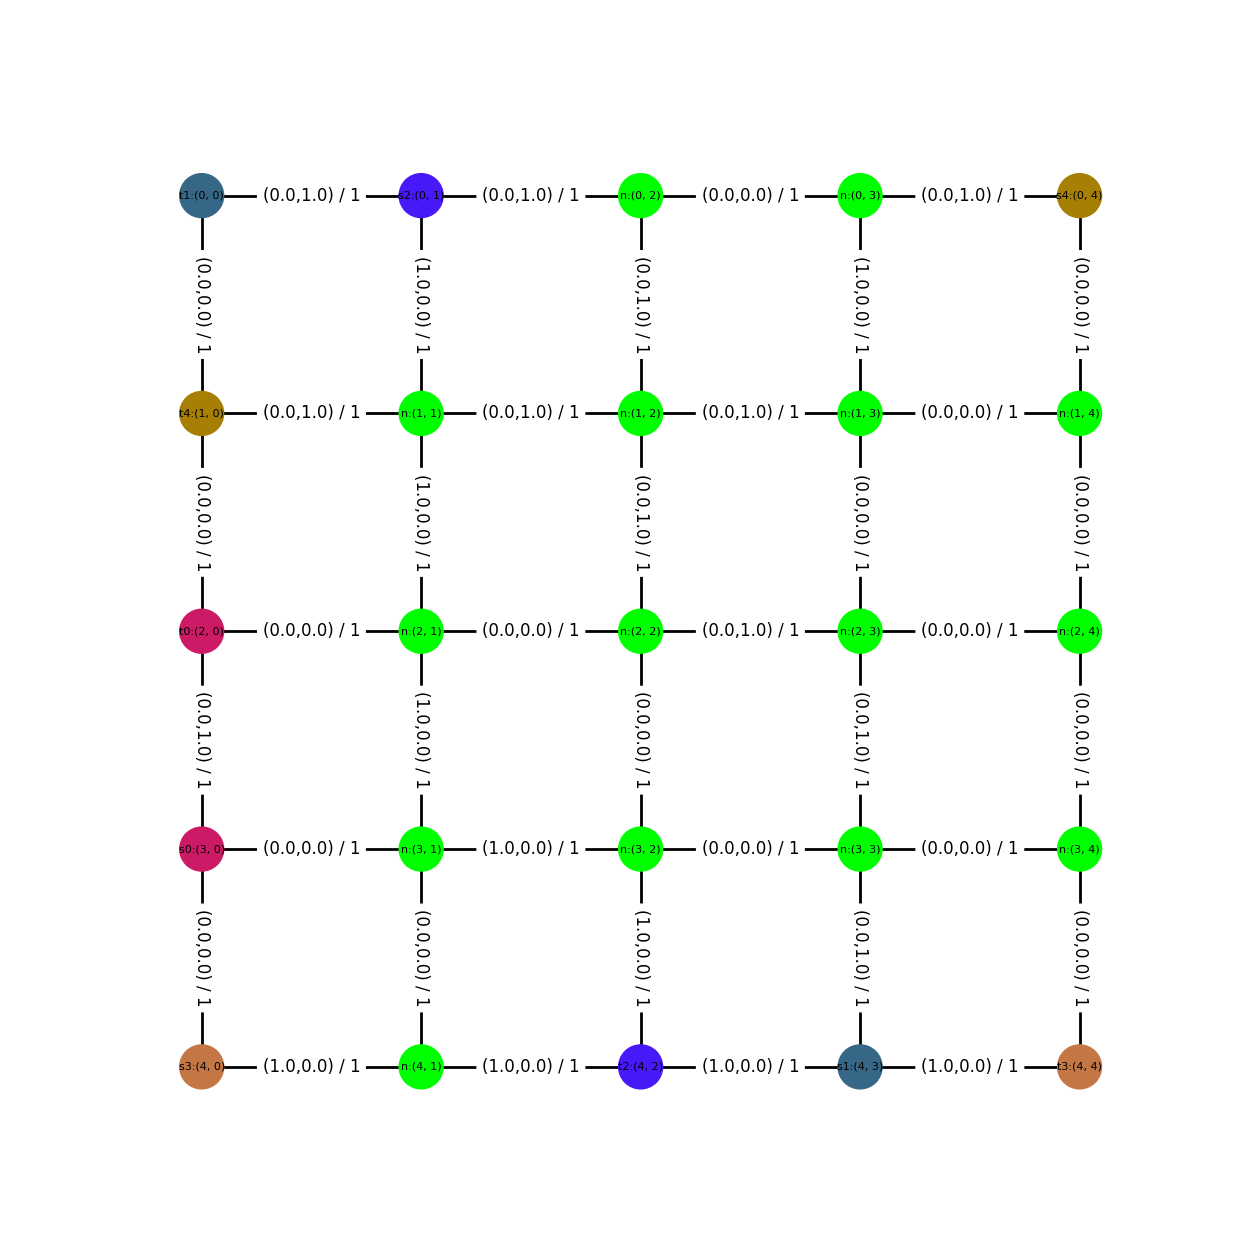 t1:(0, 0) (0.0,1.0) / 1 s2:(0, 1) (0.0,1.0) / 1 n:(0, 2) (0.0,0.0) / 1 n:(0, 3) (0.0,1.0) / 1 s4:(0, 4)
(0.0,0.0) / 1 (1.0,0.0) / 1 (0.0,1.0) / 1 (1.0,0.0) / 1 (0.0,0.0) / 1
t4:(1, 0) (0.0,1.0) / 1 n:(1, 1) (0.0,1.0) / 1 n:(1, 2) (0.0,1.0) / 1 n:(1, 3) (0.0,0.0) / 1 n:(1, 4)
(0.0,0.0) / 1 (1.0,0.0) / 1 (0.0,1.0) / 1 (0.0,0.0) / 1 (0.0,0.0) / 1
t0:(2, 0) (0.0,0.0) / 1 n:(2, 1) (0.0,0.0) / 1 n:(2, 2) (0.0,1.0) / 1 n:(2, 3) (0.0,0.0) / 1 n:(2, 4)
(0.0,1.0) / 1 (1.0,0.0) / 1 (0.0,0.0) / 1 (0.0,1.0) / 1 (0.0,0.0) / 1
s0:(3, 0) (0.0,0.0) / 1 n:(3, 1) (1.0,0.0) / 1 n:(3, 2) (0.0,0.0) / 1 n:(3, 3) (0.0,0.0) / 1 n:(3, 4)
(0.0,0.0) / 1 (0.0,0.0) / 1 (1.0,0.0) / 1 (0.0,1.0) / 1 (0.0,0.0) / 1
s3:(4, 0) (1.0,0.0) / 1 n:(4, 1) (1.0,0.0) / 1 t2:(4, 2) (1.0,0.0) / 1 s1:(4, 3) (1.0,0.0) / 1 t3:(4, 4)